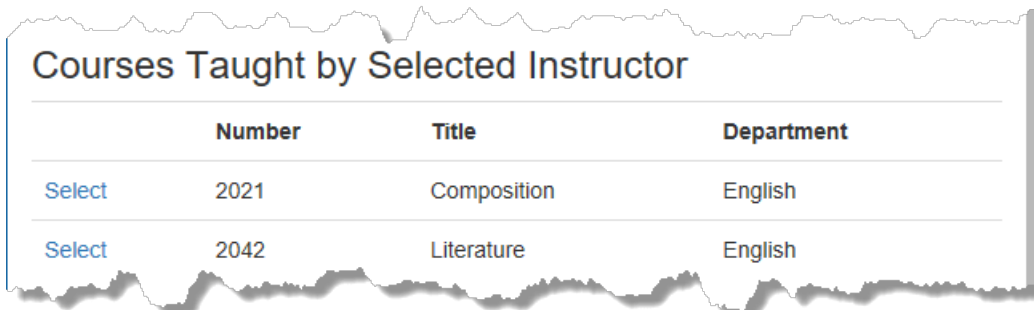 Courses Taught by Selected Instructor
Number Title Department
Select 2021 Composition English
Select 2042 Literature English